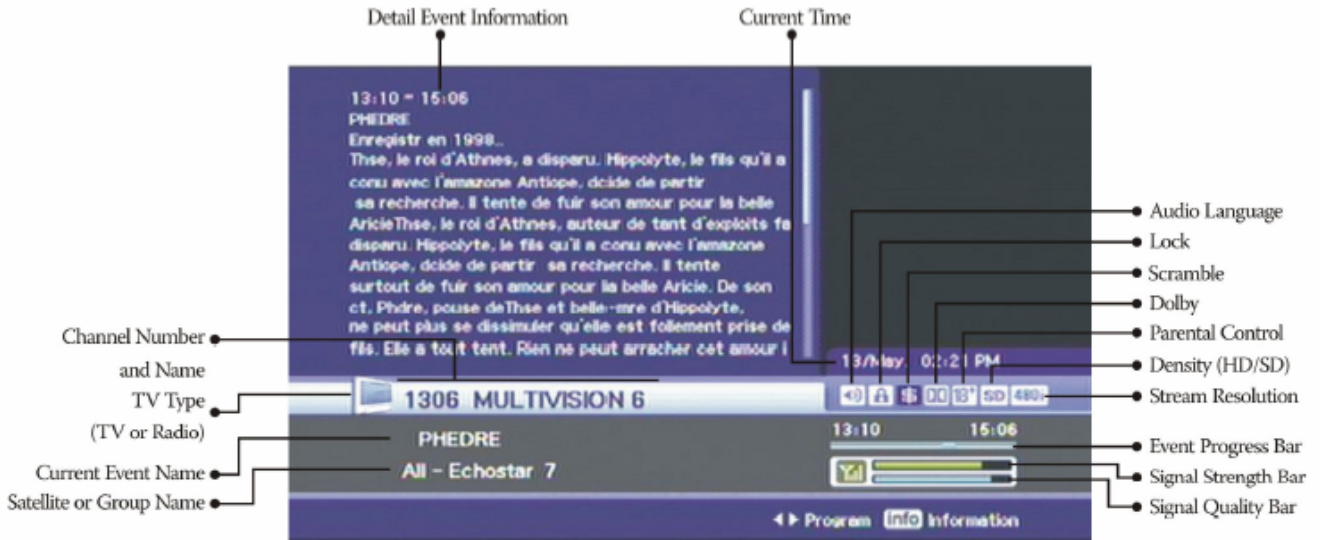 Detail Event Information
Current Time
13:10 - 15:06
PHEDRE
Enregistr en 1998..
Thse, le roi d'Athnes, a disparu. Hippolyte, le fils qu'il a
conu avec l'amazone Antiope, dcide de partir
sa recherche. Il tente de fuir son amour pour la belle
AricieThse, le roi d'Athnes, auteur de tant d'exploits fa
disparu. Hippolyte, le fils qu'il a conu avec l'amazone
Antiope, dcide de partir sa recherche. Il tente
surtout de fuir son amour pour la belle Aricie. De son
ct, Phdre, pouse deThse et belle-mre d'Hippolyte,
ne peut plus se dissimuler qu'elle est follement prise de
fils. Elle a tout tent. Rien ne peut arracher cet amour i
Audio Language
Lock
Scramble
Dolby
Parental Control
Density (HD/SD)
Stream Resolution
Event Progress Bar
Signal Strength Bar
Signal Quality Bar
Channel Number
and Name
TV Type
(TV or Radio)
Current Event Name
Satellite or Group Name
13/May. 02:21 PM
1306 MULTIVISION 6
$ 18+ SD 480i
PHEDRE
13:10 15:06
All - Echostar 7
Program info Information